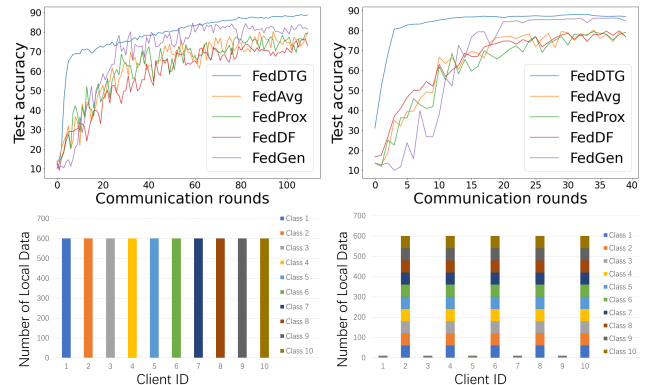 90
80
70
60
50
40
30
20
10
Test accuracy
FedDTG
FedAvg
FedProx
FedDF
FedGen
0 20 40 60 80 100
Communication rounds
90
80
70
60
50
40
30
20
10
Test accuracy
FedDTG
FedAvg
FedProx
FedDF
FedGen
0 5 10 15 20 25 30 35 40
Communication rounds
700
600
500
400
300
200
100
0
Number of Local Data
Class 1
Class 2
Class 3
Class 4
Class 5
Class 6
Class 7
Class 8
Class 9
Class 10
1 2 3 4 5 6 7 8 9 10
Client ID
700
600
500
400
300
200
100
0
Number of Local Data
Class 10
Class 9
Class 8
Class 7
Class 6
Class 5
Class 4
Class 3
Class 2
Class 1
1 2 3 4 5 6 7 8 9 10
Client ID